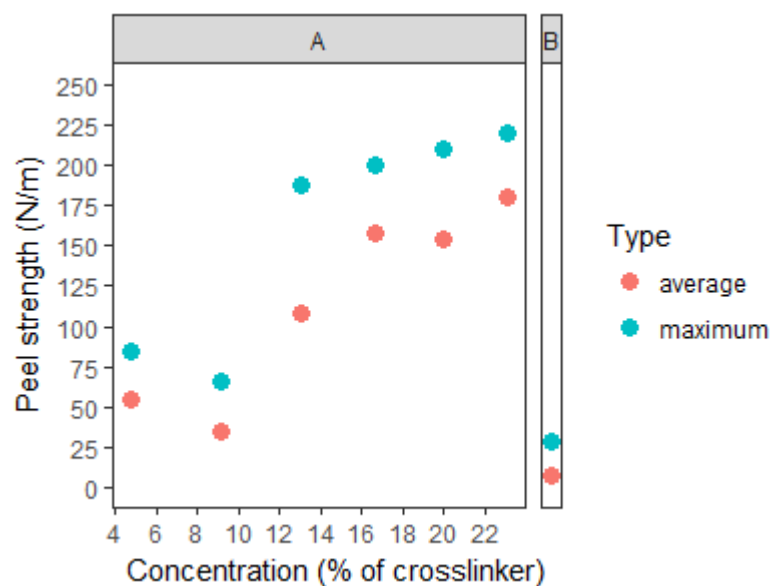 A
B
250
225
200
175
150
125
100
75
50
25
0
Peel strength (N/m)
4 6 8 10 12 14 16 18 20 22
Concentration (% of crosslinker)
Type
average
maximum